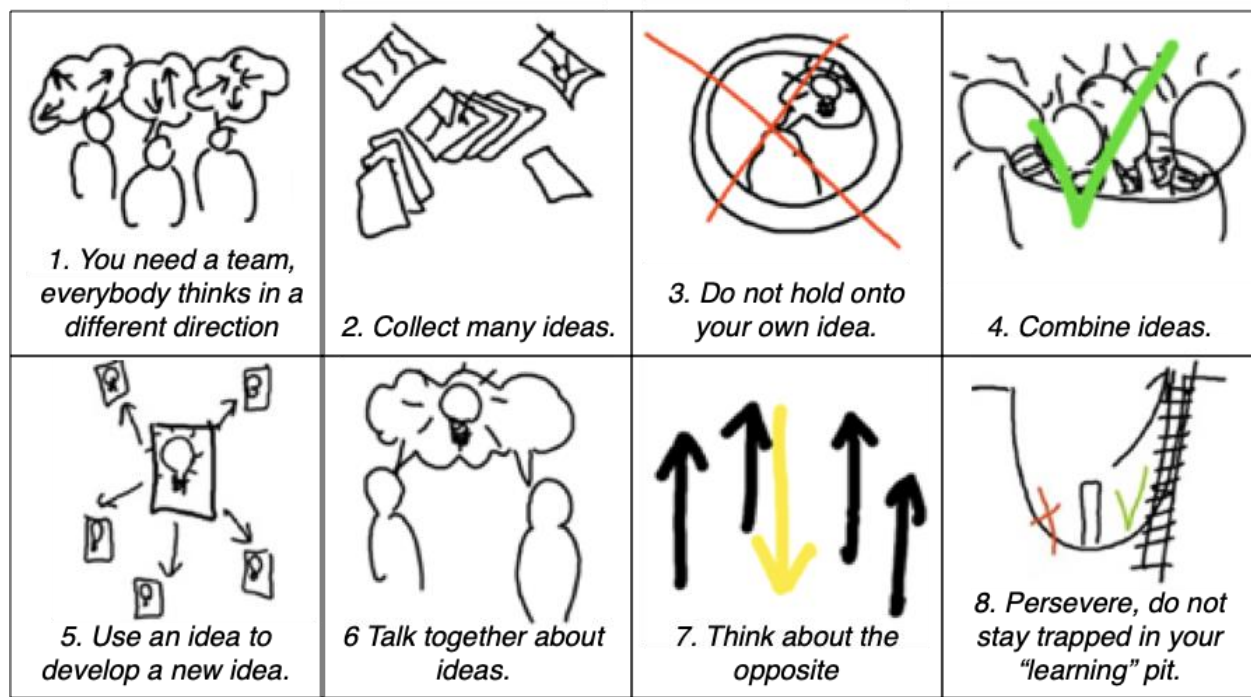 1. You need a team,
everybody thinks in a
different direction
2. Collect many ideas.
3. Do not hold onto
your own idea.
4. Combine ideas.
5. Use an idea to
develop a new idea.
6 Talk together about
ideas.
7. Think about the
opposite
8. Persevere, do not
stay trapped in your
“learning” pit.